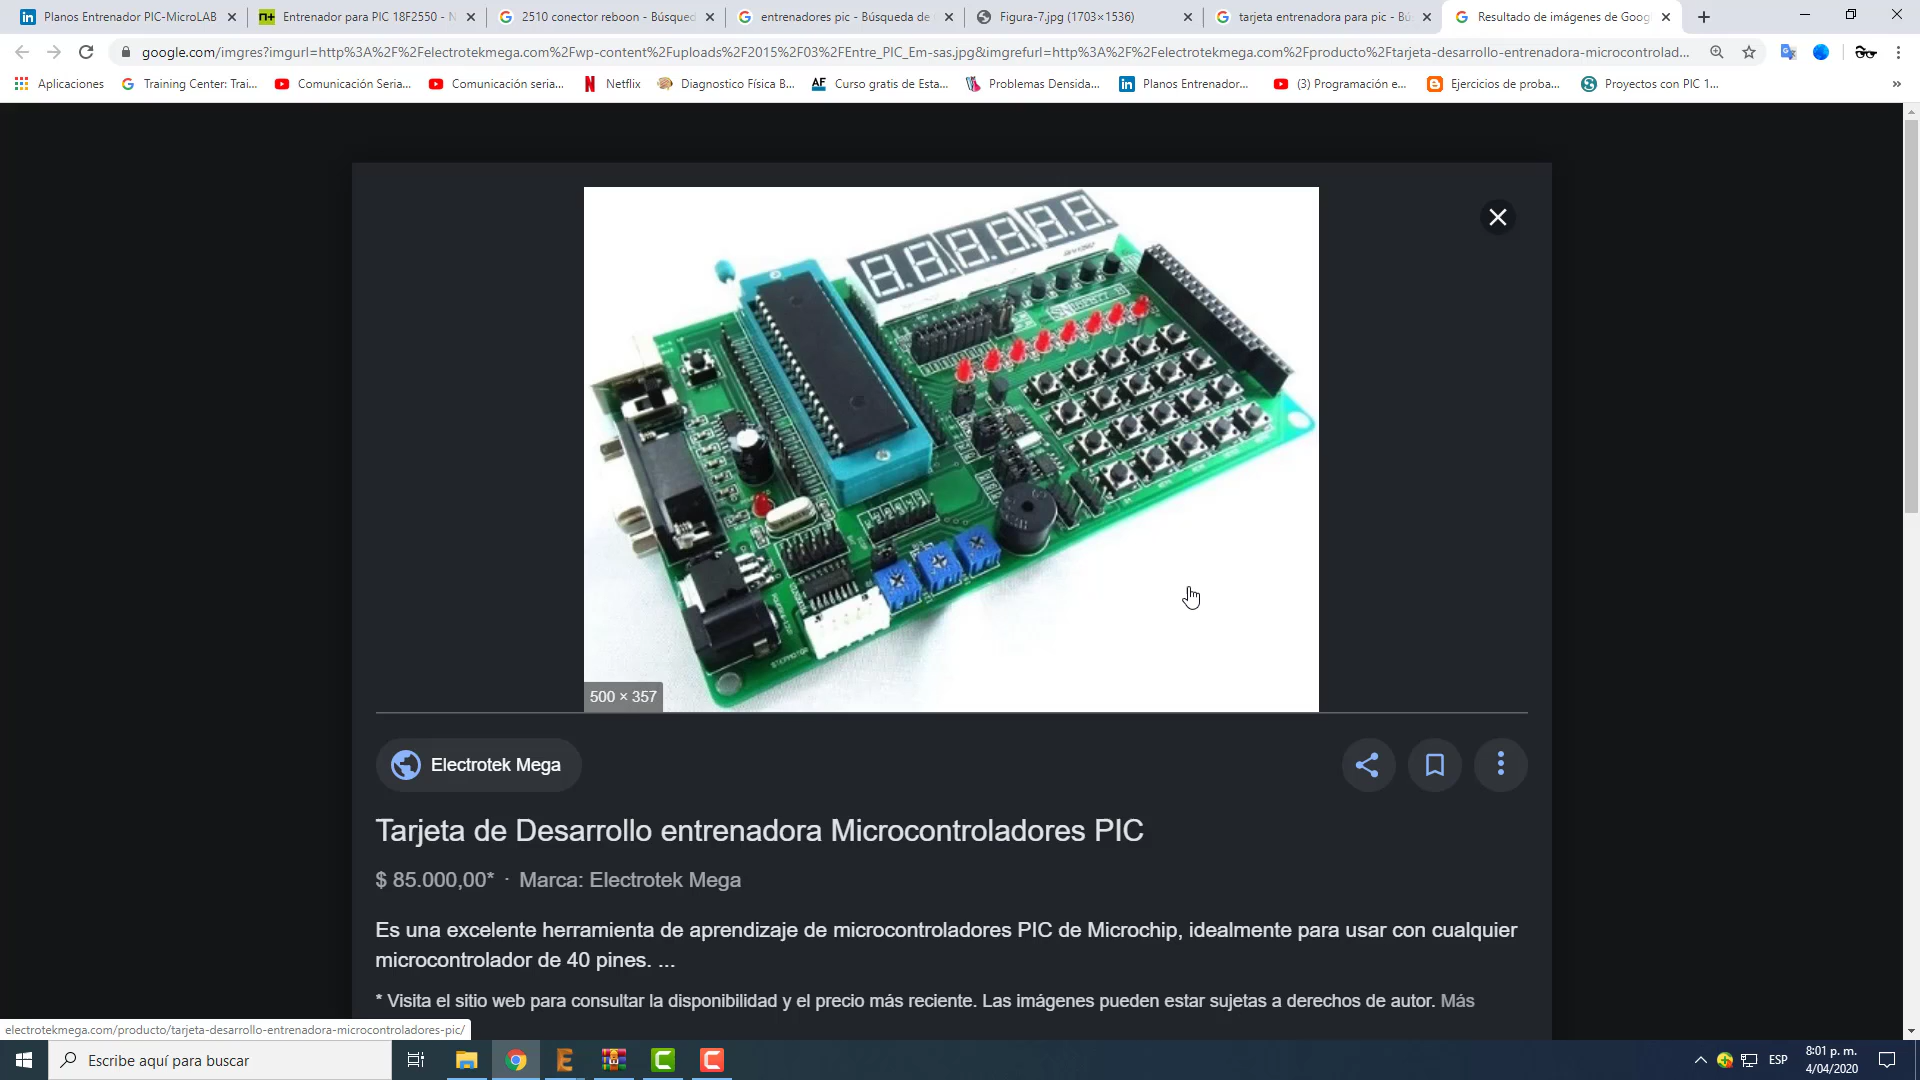 Planos Entrenador PIC-MicroLAB
Entrenador para PIC 18F2550 - N
2510 conector reboon - Búsqued
entrenadores pic - Búsqueda de
Figura-7.jpg (1703×1536)
tarjeta entrenadora para pic - Bú
Resultado de imágenes de Goog
google.com/imgres?imgurl=http%3A%2F%2Felectrotekmega.com%2Fwp-content%2Fuploads%2F2015%2F03%2FEntre_PIC_Em-sas.jpg&imgrefurl=http%3A%2F%2Felectrotekmega.com%2Fproducto%2Ftarjeta-desarrollo-entrenadora-microcontrolad...
Aplicaciones
Training Center: Trai...
Comunicación Seria...
Comunicación seria...
Netflix
Diagnostico Física B...
AF Curso gratis de Esta...
Problemas Densida...
Planos Entrenador...
(3) Programación e...
Ejercicios de proba...
Proyectos con PIC 1...
»
500 × 357
Electrotek Mega
Tarjeta de Desarrollo entrenadora Microcontroladores PIC
$ 85.000,00* · Marca: Electrotek Mega
Es una excelente herramienta de aprendizaje de microcontroladores PIC de Microchip, idealmente para usar con cualquier
microcontrolador de 40 pines. ...
* Visita el sitio web para consultar la disponibilidad y el precio más reciente. Las imágenes pueden estar sujetas a derechos de autor. Más
electrotekmega.com/producto/tarjeta-desarrollo-entrenadora-microcontroladores-pic/
Escribe aquí para buscar
ESP
8:01 p. m.
4/04/2020